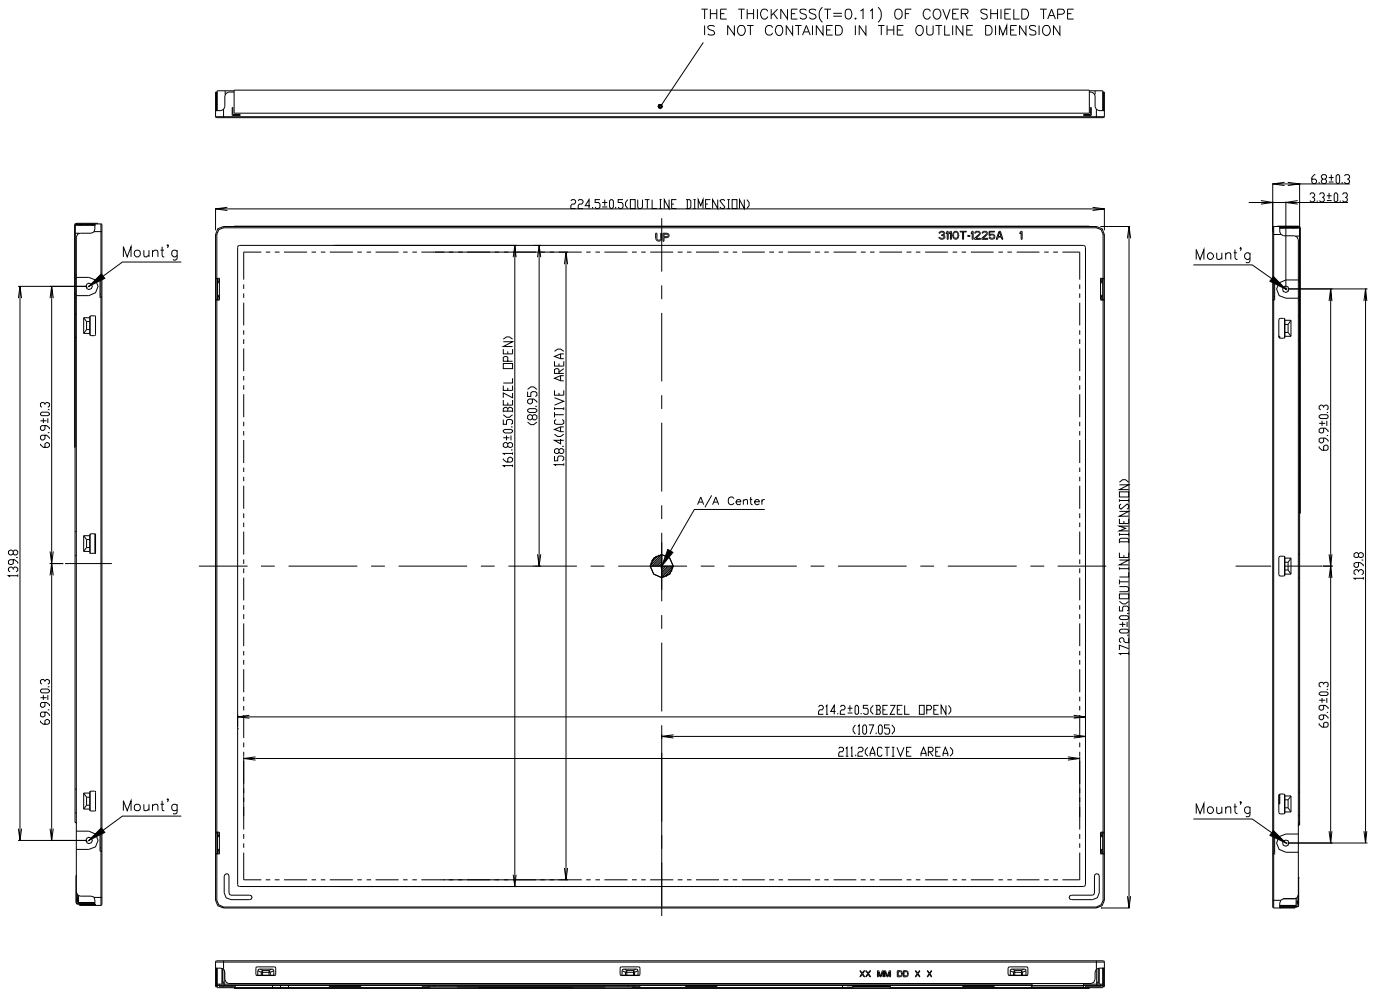 THE THICKNESS(T=0.11) OF COVER SHIELD TAPE
IS NOT CONTAINED IN THE OUTLINE DIMENSION
6.8±0.3
3.3±0.3
224.5±0.5(OUTLINE DIMENSION)
UP
3110T-1225A 1
Mount'g
Mount'g
161.8±0.5(BEZEL OPEN)
(80.95)
158.4(ACTIVE AREA)
69.9±0.3
69.9±0.3
A/A Center
139.8
172.0±0.5(OUTLINE DIMENSION)
139.8
69.9±0.3
69.9±0.3
214.2±0.5(BEZEL OPEN)
(107.05)
211.2(ACTIVE AREA)
Mount'g
Mount'g
XX MM DD X X